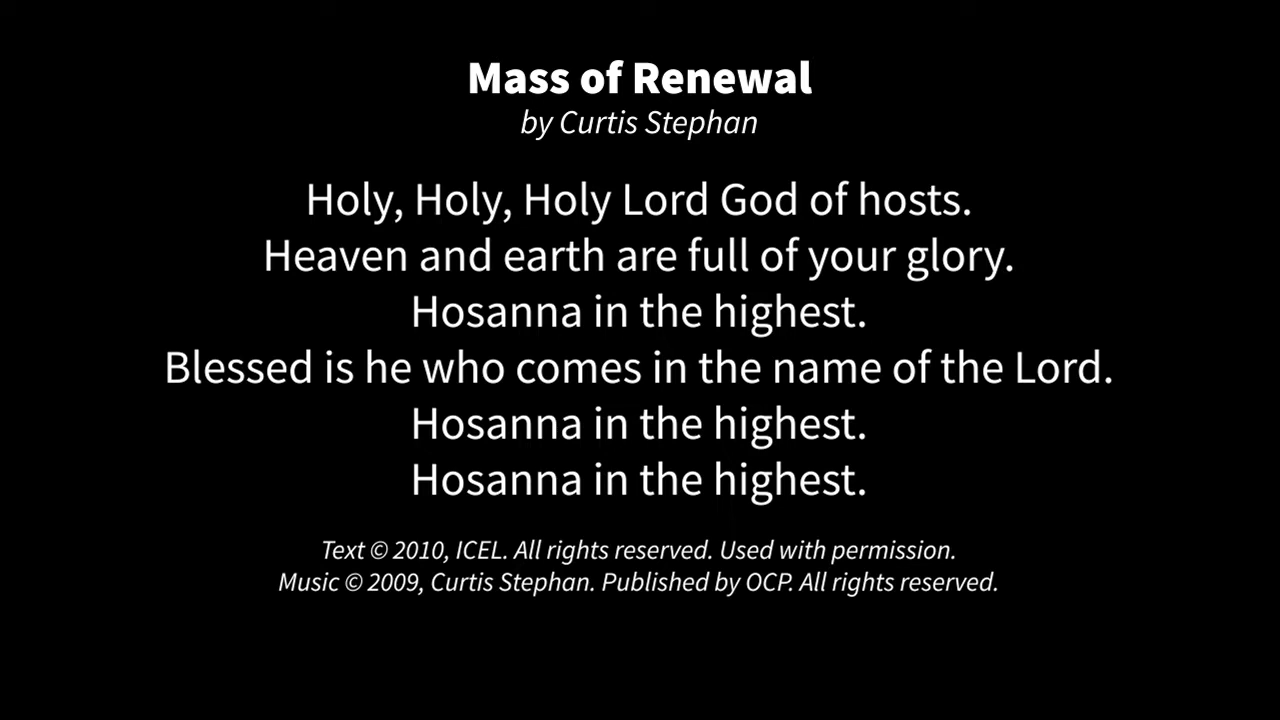 Mass of Renewal
by Curtis Stephan
Holy, Holy, Holy Lord God of hosts.
Heaven and earth are full of your glory.
Hosanna in the highest.
Blessed is he who comes in the name of the Lord.
Hosanna in the highest.
Hosanna in the highest.
Text © 2010, ICEL. All rights reserved. Used with permission.
Music © 2009, Curtis Stephan. Published by OCP. All rights reserved.